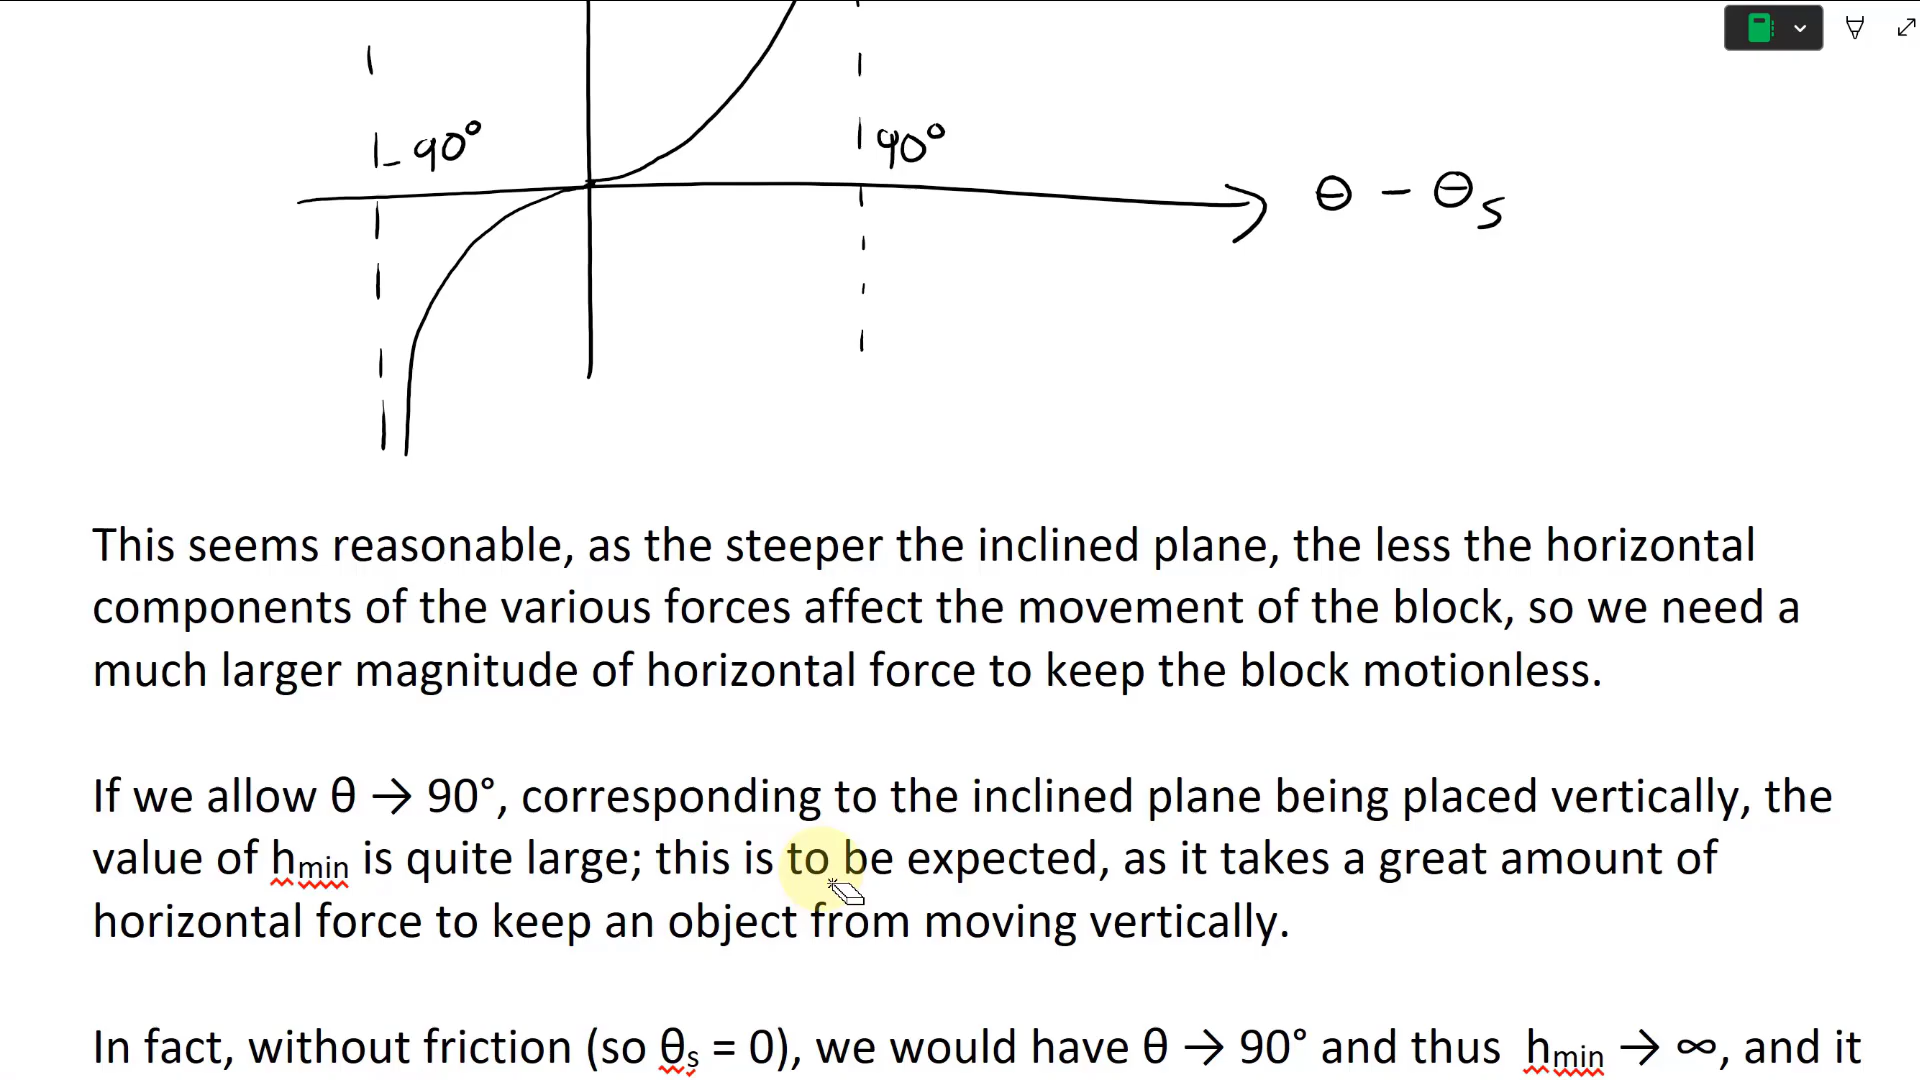 - 90°
90°
θ - θs
This seems reasonable, as the steeper the inclined plane, the less the horizontal
components of the various forces affect the movement of the block, so we need a
much larger magnitude of horizontal force to keep the block motionless.
If we allow θ → 90°, corresponding to the inclined plane being placed vertically, the
value of hmin is quite large; this is to be expected, as it takes a great amount of
horizontal force to keep an object from moving vertically.
In fact, without friction (so θs = 0), we would have θ → 90° and thus hmin → ∞, and it